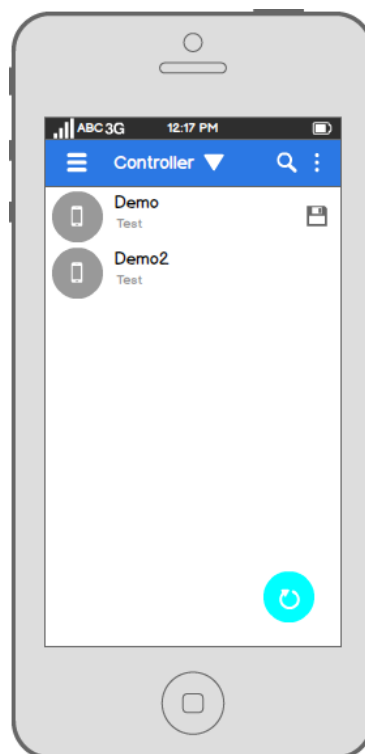 ABC 3G 12:17 PM
Controller
Demo
Test
Demo2
Test